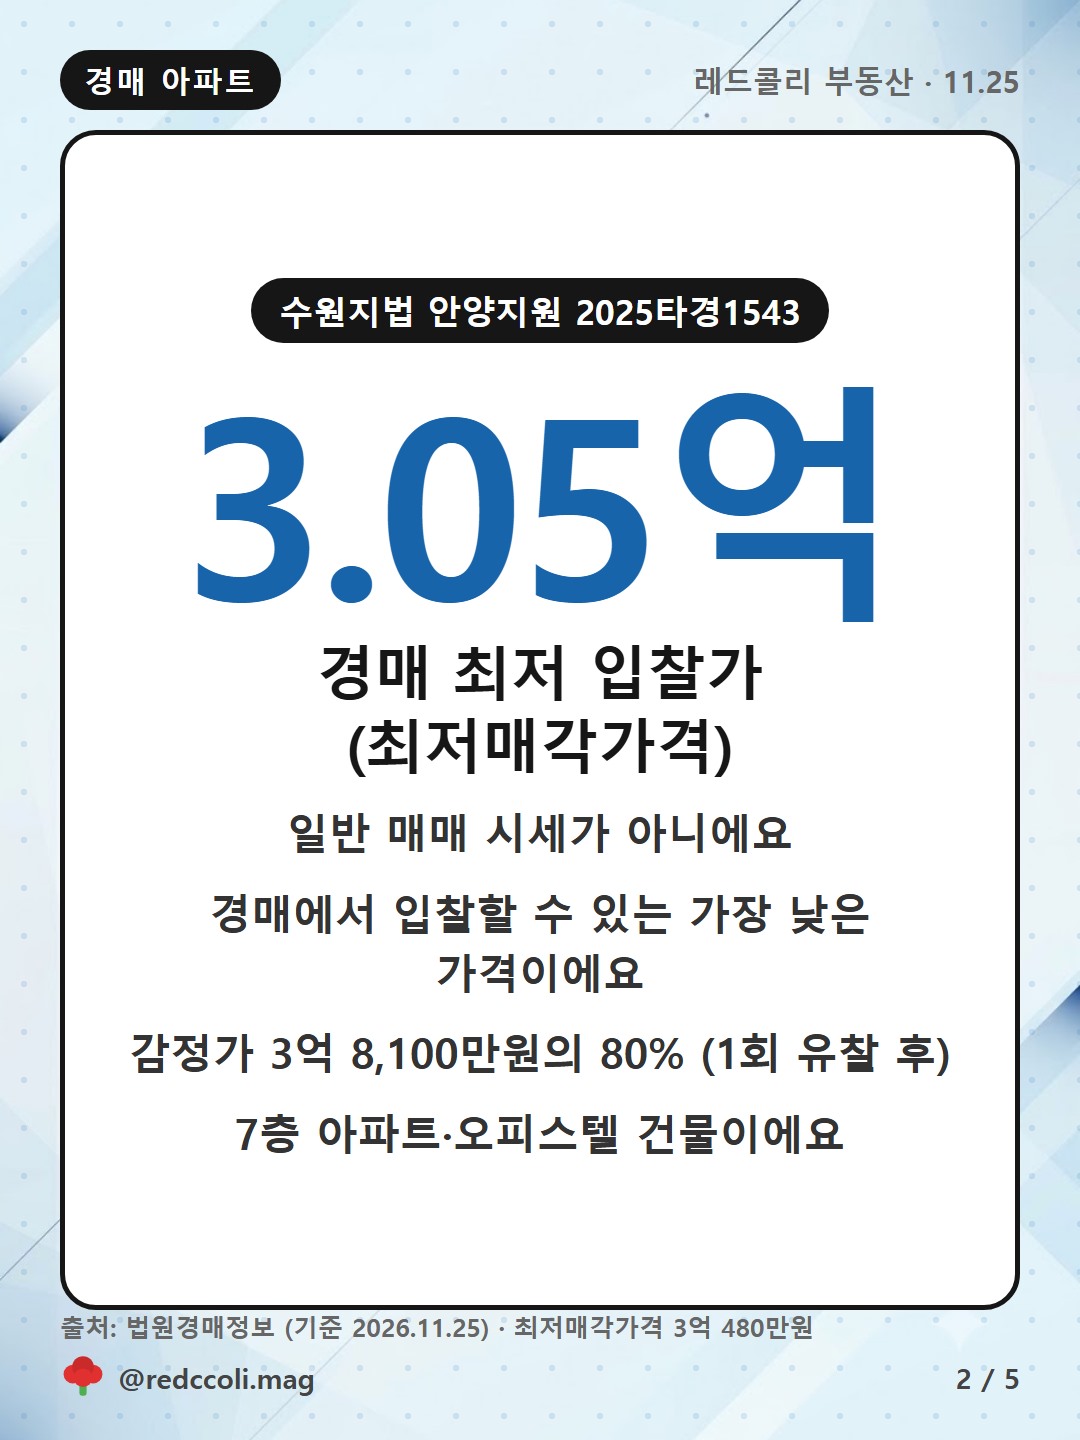 경매 아파트
레드콜리 부동산 · 11.25
수원지법 안양지원 2025타경1543
3.05억
경매 최저 입찰가
(최저매각가격)
일반 매매 시세가 아니에요
경매에서 입찰할 수 있는 가장 낮은
가격이에요
감정가 3억 8,100만원의 80% (1회 유찰 후)
7층 아파트·오피스텔 건물이에요
출처: 법원경매정보 (기준 2026.11.25) · 최저매각가격 3억 480만원
@redccoli.mag
2 / 5